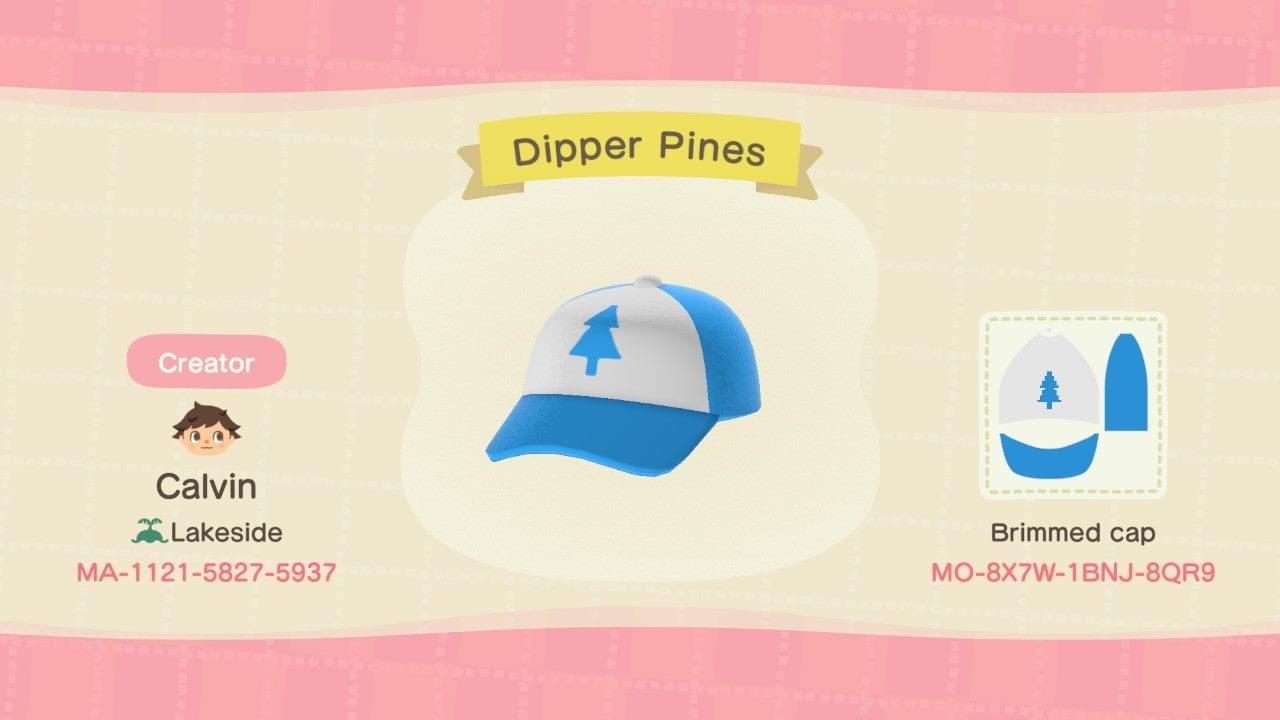 Dipper Pines
Creator
Calvin
Lakeside
MA-1121-5827-5937
Brimmed cap
MO-8X7W-1BNJ-8QR9